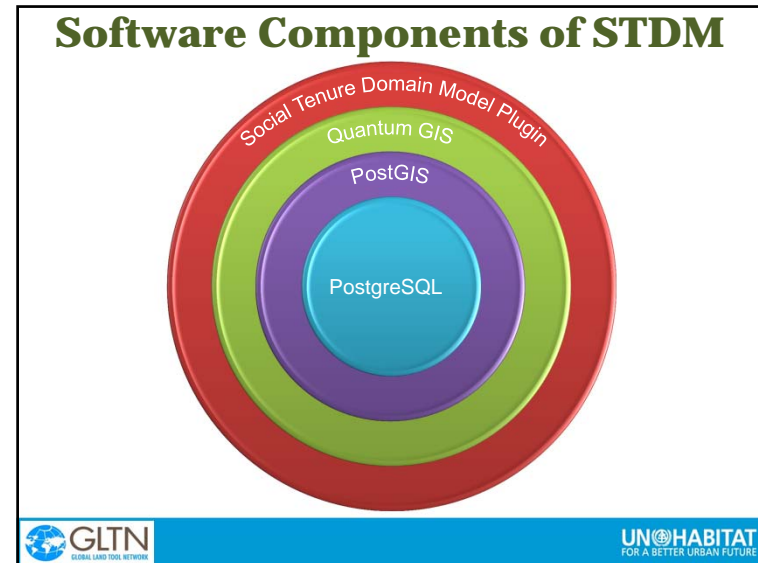 Software Components of STDM
Social Tenure Domain Model Plugin
Quantum GIS
PostGIS
PostgreSQL
GLTN
GLOBAL LAND TOOL NETWORK
UN HABITAT
FOR A BETTER URBAN FUTURE